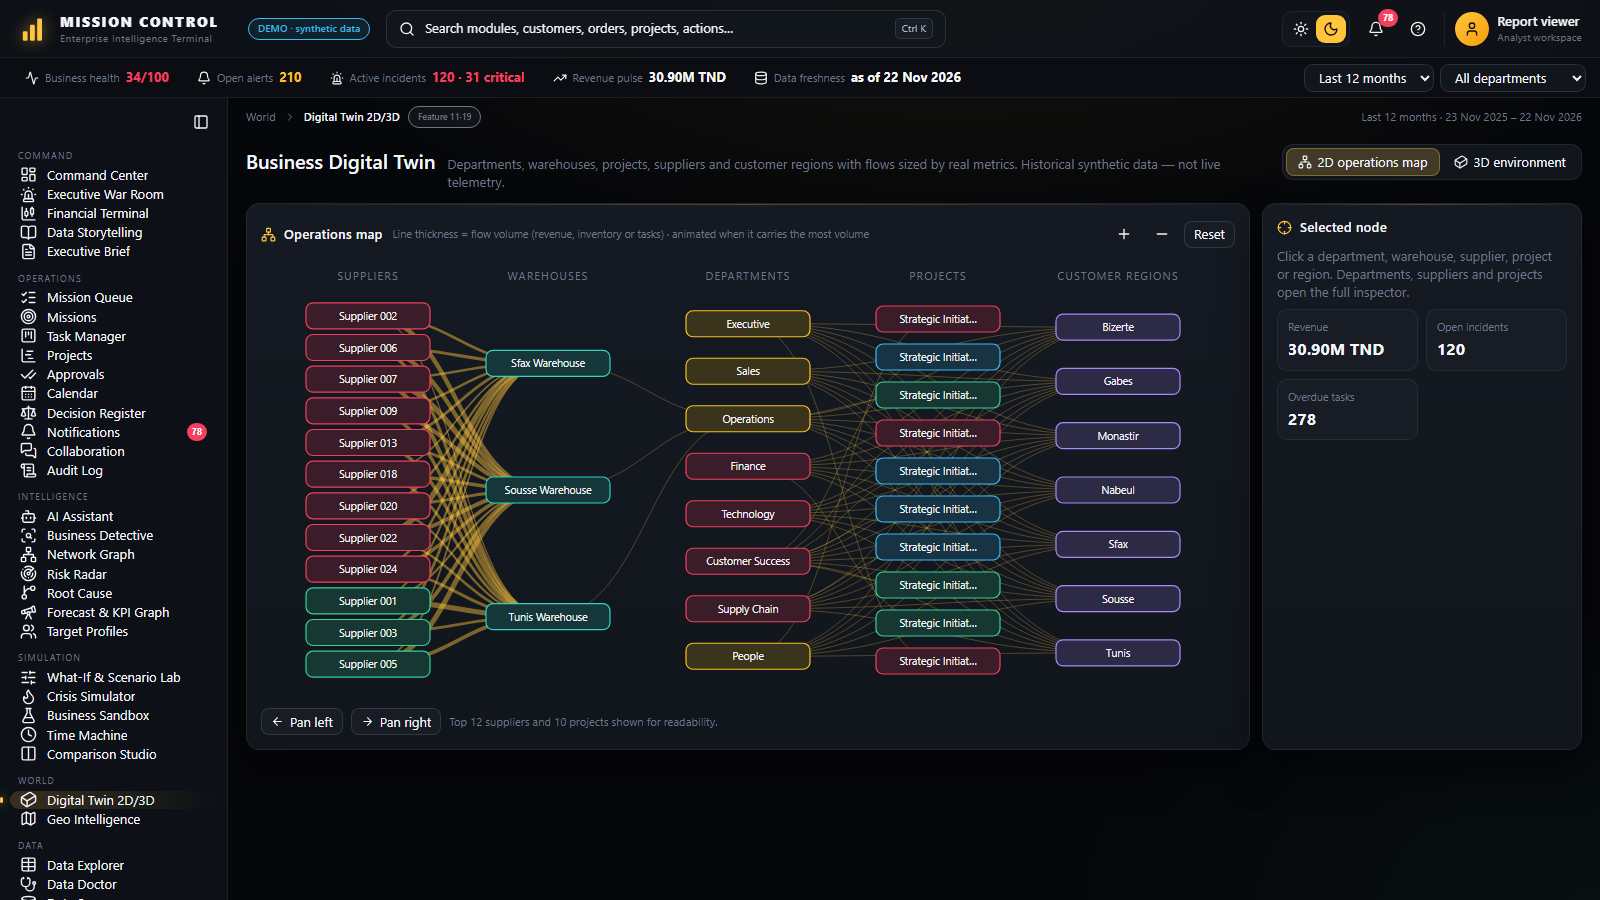 MISSION CONTROL
Enterprise Intelligence Terminal
DEMO · synthetic data
Search modules, customers, orders, projects, actions...
Ctrl K
78
Report viewer
Analyst workspace
Business health 34/100
Open alerts 210
Active incidents 120 · 31 critical
Revenue pulse 30.90M TND
Data freshness as of 22 Nov 2026
Last 12 months
All departments
COMMAND
Command Center
Executive War Room
Financial Terminal
Data Storytelling
Executive Brief
OPERATIONS
Mission Queue
Missions
Task Manager
Projects
Approvals
Calendar
Decision Register
Notifications 78
Collaboration
Audit Log
INTELLIGENCE
AI Assistant
Business Detective
Network Graph
Risk Radar
Root Cause
Forecast & KPI Graph
Target Profiles
SIMULATION
What-If & Scenario Lab
Crisis Simulator
Business Sandbox
Time Machine
Comparison Studio
WORLD
Digital Twin 2D/3D
Geo Intelligence
DATA
Data Explorer
Data Doctor
World
Digital Twin 2D/3D
Feature 11-19
Last 12 months · 23 Nov 2025 – 22 Nov 2026
Business Digital Twin
Departments, warehouses, projects, suppliers and customer regions with flows sized by real metrics. Historical synthetic data — not live
telemetry.
2D operations map
3D environment
Operations map
Line thickness = flow volume (revenue, inventory or tasks) · animated when it carries the most volume
Reset
SUPPLIERS
WAREHOUSES
DEPARTMENTS
PROJECTS
CUSTOMER REGIONS
Supplier 002
Supplier 006
Supplier 007
Supplier 009
Supplier 013
Supplier 018
Supplier 020
Supplier 022
Supplier 024
Supplier 001
Supplier 003
Supplier 005
Sfax Warehouse
Sousse Warehouse
Tunis Warehouse
Executive
Sales
Operations
Finance
Technology
Customer Success
Supply Chain
People
Strategic Initiat...
Strategic Initiat...
Strategic Initiat...
Strategic Initiat...
Strategic Initiat...
Strategic Initiat...
Strategic Initiat...
Strategic Initiat...
Strategic Initiat...
Strategic Initiat...
Bizerte
Gabes
Monastir
Nabeul
Sfax
Sousse
Tunis
Pan left
Pan right
Top 12 suppliers and 10 projects shown for readability.
Selected node
Click a department, warehouse, supplier, project
or region. Departments, suppliers and projects
open the full inspector.
Revenue
30.90M TND
Open incidents
120
Overdue tasks
278